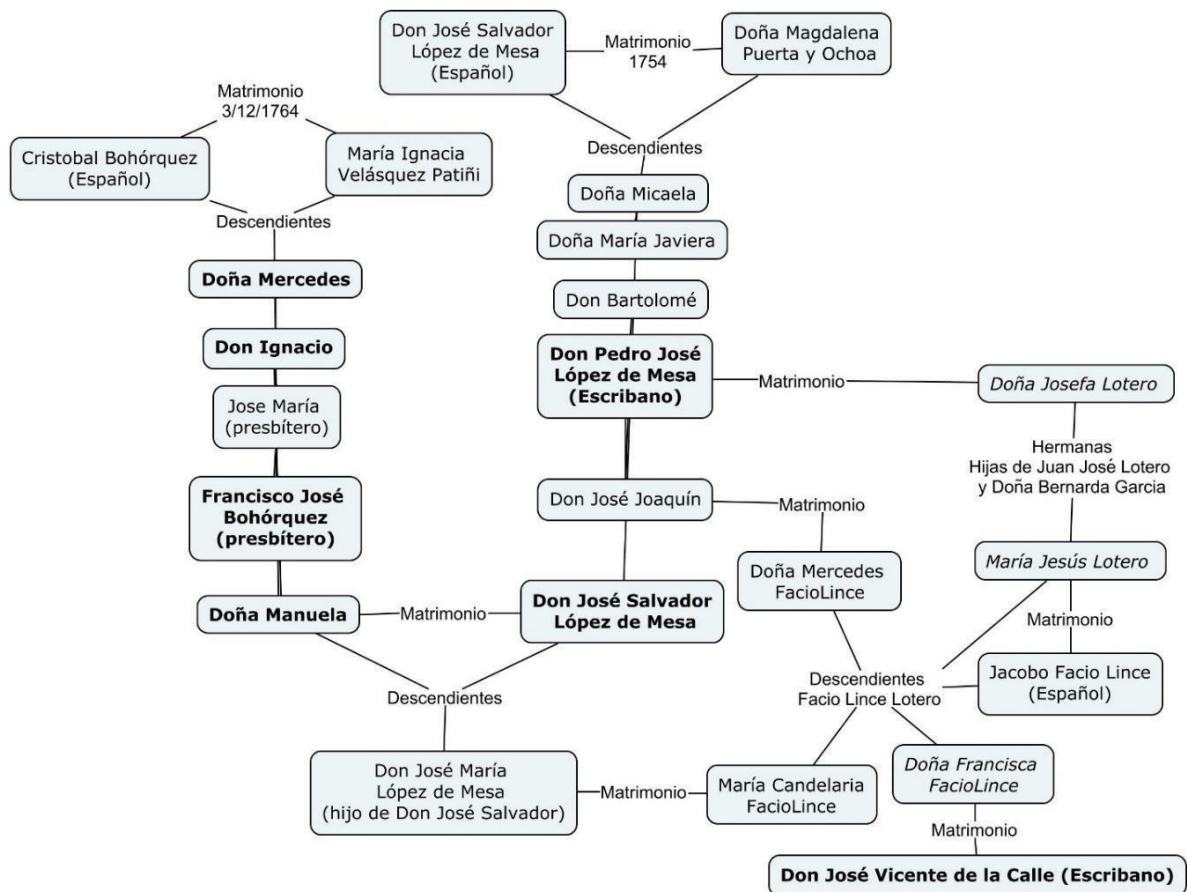 Don José Salvador
López de Mesa
(Español)
Matrimonio
1754
Doña Magdalena
Puerta y Ochoa
Matrimonio
3/12/1764
Cristobal Bohórquez
(Español)
María Ignacia
Velásquez Patiñi
Descendientes
Descendientes
Doña Micaela
Doña María Javiera
Doña Mercedes
Don Bartolomé
Don Ignacio
Don Pedro José
López de Mesa
(Escribano)
Matrimonio
Doña Josefa Lotero
Jose María
(presbítero)
Hermanas
Hijas de Juan José Lotero
y Doña Bernarda Garcia
Francisco José
Bohórquez
(presbítero)
Don José Joaquín
Matrimonio
María Jesús Lotero
Doña Mercedes
FacioLince
Doña Manuela
Matrimonio
Don José Salvador
López de Mesa
Matrimonio
Descendientes
Descendientes
Facio Lince Lotero
Jacobo Facio Lince
(Español)
Don José María
López de Mesa
(hijo de Don José Salvador)
Matrimonio
María Candelaria
FacioLince
Doña Francisca
FacioLince
Matrimonio
Don José Vicente de la Calle (Escribano)